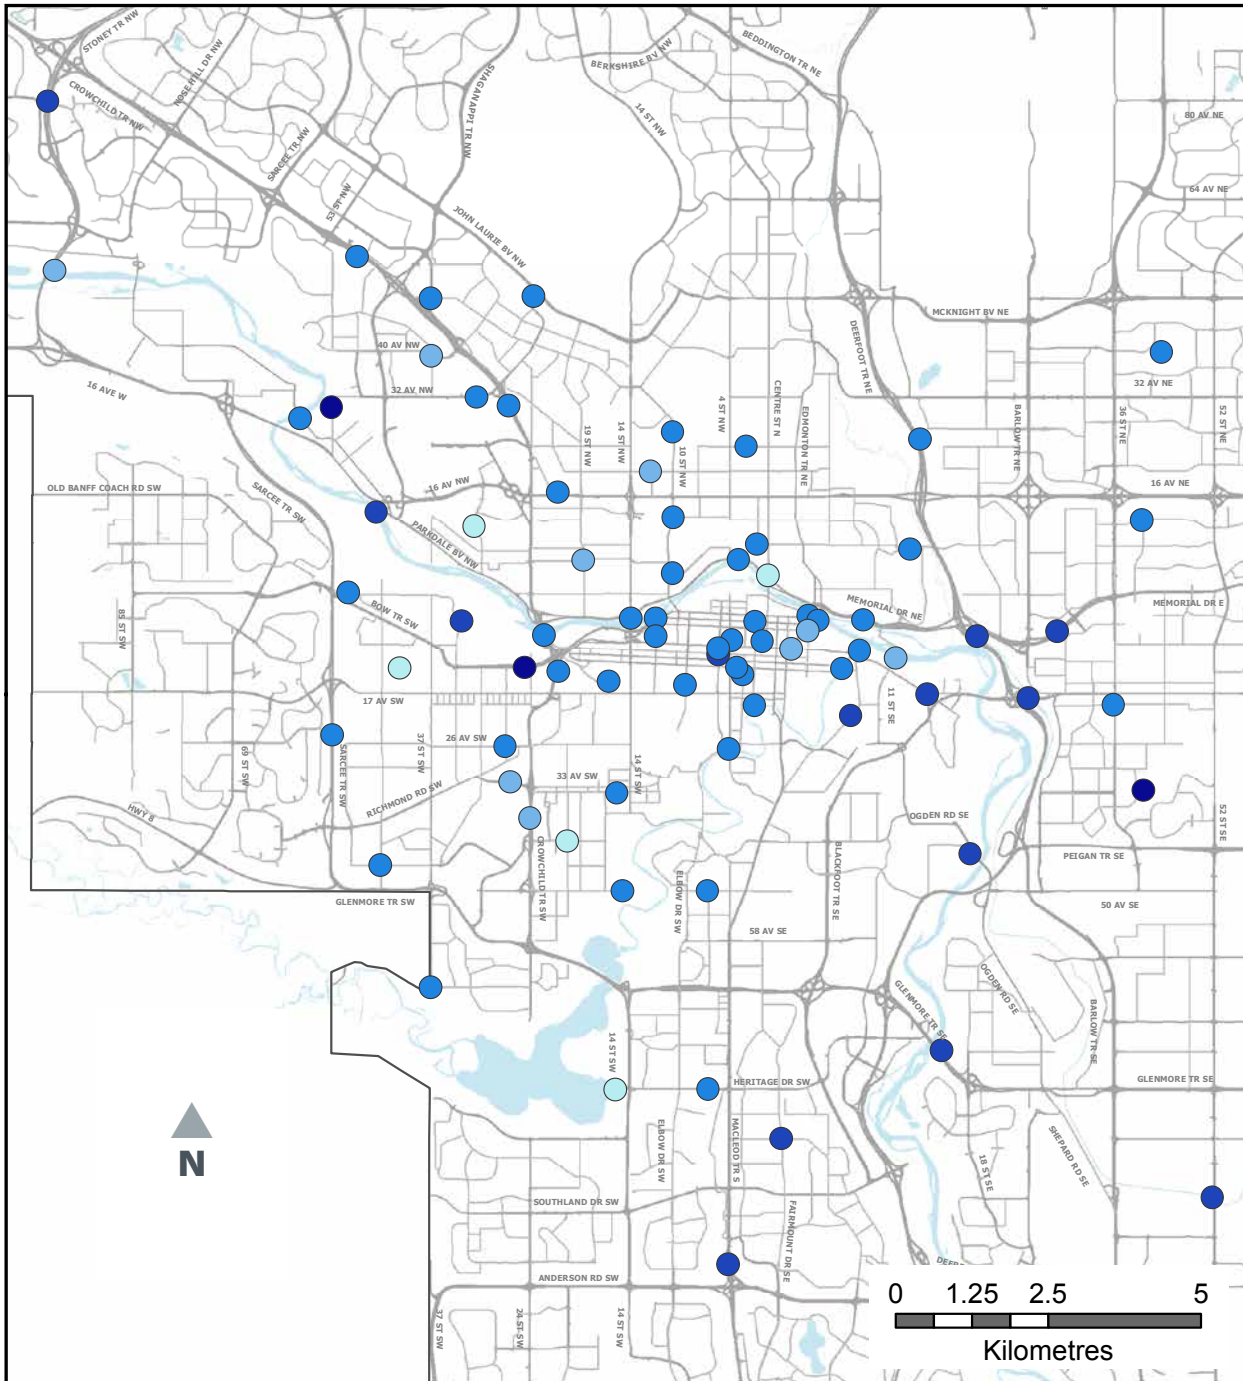 STONEY TR NW
NOSE HILL DR NW
CROWCHILD TR NW
SHAGANAPPI TR NW
BERKSHIRE BV NW
BEDDINGTON TR NE
14 ST NW
80 AV NE
SARCEE TR NW
53 ST NW
64 AV NE
JOHN LAURIE BV NW
MCKNIGHT BV NE
DEERFOOT TR NE
40 AV NW
16 AVE W
32 AV NW
32 AV NE
CENTRE ST N
4 ST NW
EDMONTON TR NE
BARLOW TR NE
36 ST NE
52 ST NE
19 ST NW
14 ST NW
10 ST NW
OLD BANFF COACH RD SW
SARCEE TR SW
16 AV NW
16 AV NE
PARKDALE BV NW
BOW TR SW
85 ST SW
MEMORIAL DR NE
MEMORIAL DR E
17 AV SW
11 ST SE
69 ST SW
SARCEE TR SW
37 ST SW
26 AV SW
14 ST SW
33 AV SW
RICHMOND RD SW
HWY 8
OGDEN RD SE
52 ST SE
CROWCHILD TR SW
ELBOW DR SW
BLACKFOOT TR SE
PEIGAN TR SE
GLENMORE TR SW
50 AV SE
58 AV SE
OGDEN RD SE
GLENMORE TR SE
BARLOW TR SE
14 ST SW
HERITAGE DR SW
GLENMORE TR SE
ELBOW DR SW
MACLEOD TR S
SHEPARD RD SE
18 ST SE
N
SOUTHLAND DR SW
FAIRMOUNT DR SE
ANDERSON RD SW
37 ST SW
24 ST SW
14 ST SW
0 1.25 2.5 5
Kilometres